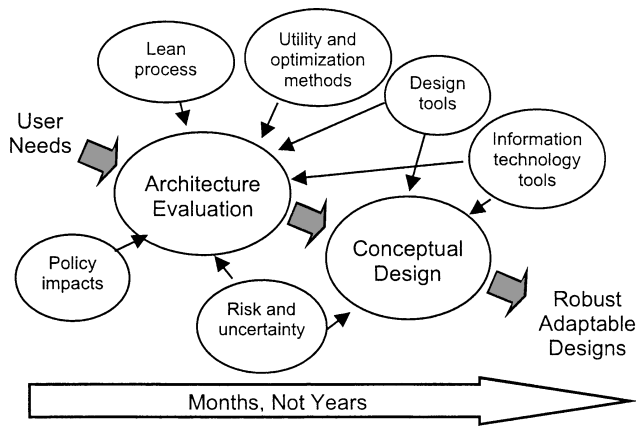 Lean
process
Utility and
optimization
methods
Design
tools
User
Needs
Information
technology
tools
Architecture
Evaluation
Conceptual
Design
Policy
impacts
Risk and
uncertainty
Robust
Adaptable
Designs
Months, Not Years